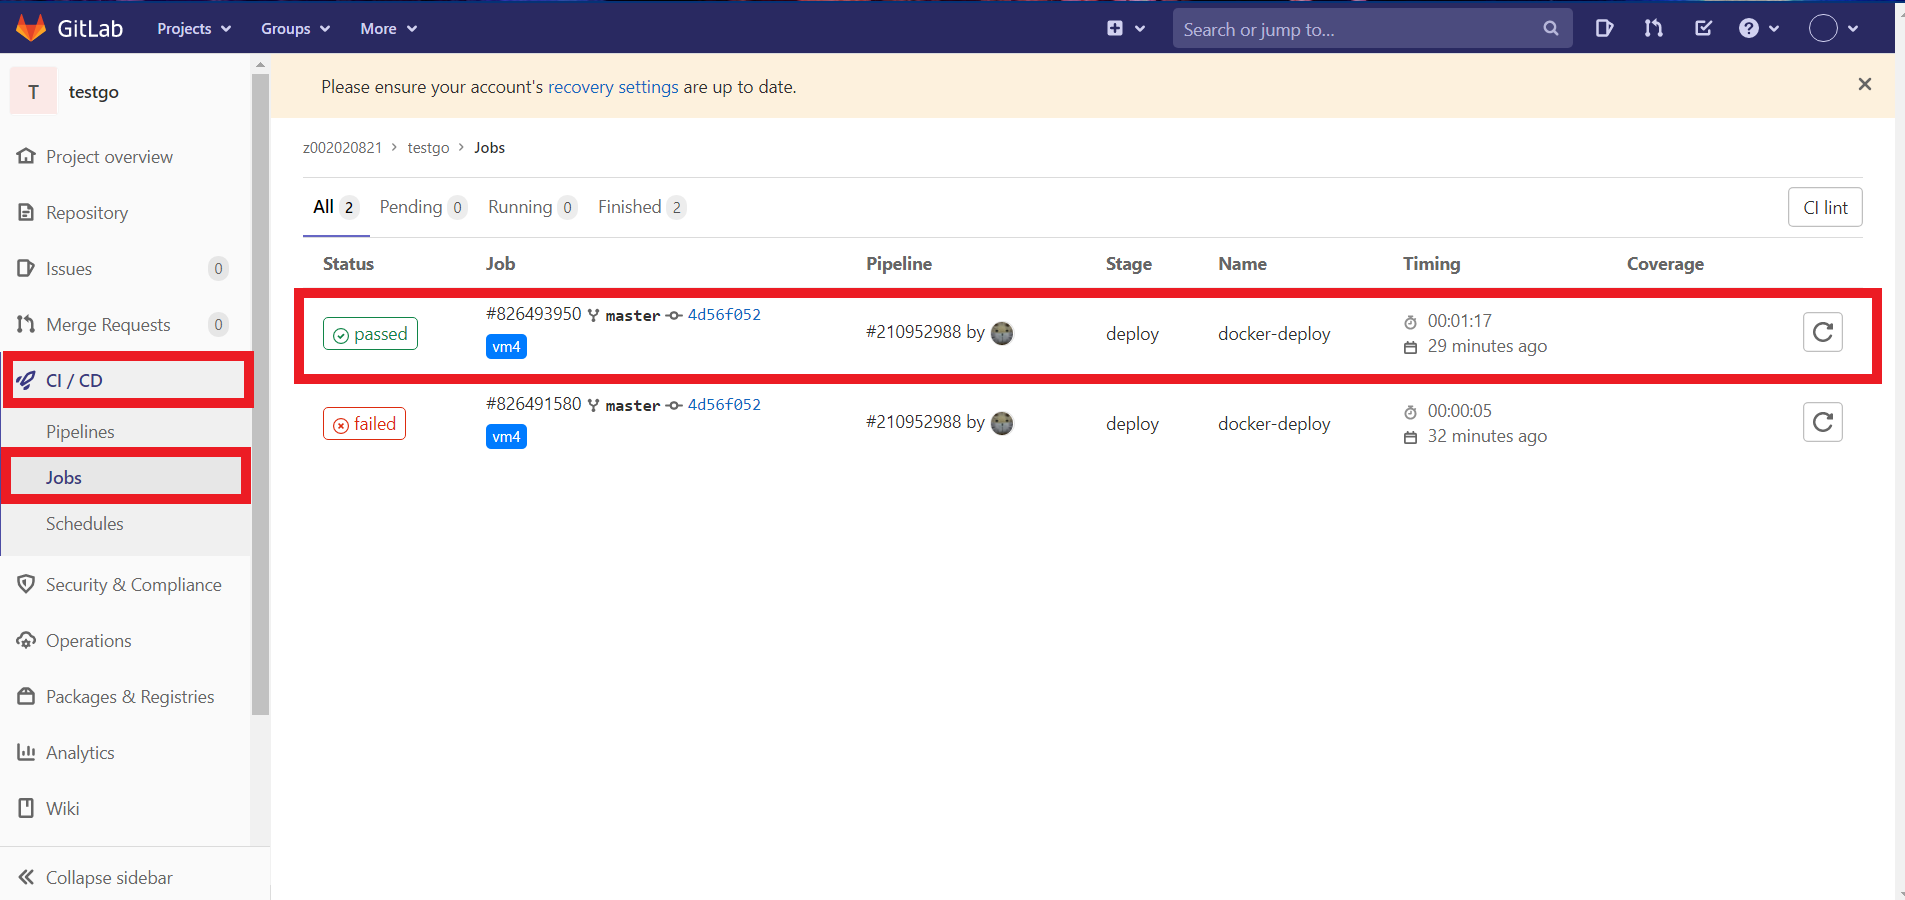 GitLab Projects Groups More Search or jump to...
T testgo
Please ensure your account's recovery settings are up to date.
z002020821 > testgo > Jobs
Project overview
Repository
Issues 0
Merge Requests 0
CI / CD
Pipelines
Jobs
Schedules
Security & Compliance
Operations
Packages & Registries
Analytics
Wiki
Collapse sidebar
All 2 Pending 0 Running 0 Finished 2 CI lint
Status Job Pipeline Stage Name Timing Coverage
passed #826493950 master 4d56f052 #210952988 by deploy docker-deploy 00:01:17
vm4 29 minutes ago
failed #826491580 master 4d56f052 #210952988 by deploy docker-deploy 00:00:05
vm4 32 minutes ago